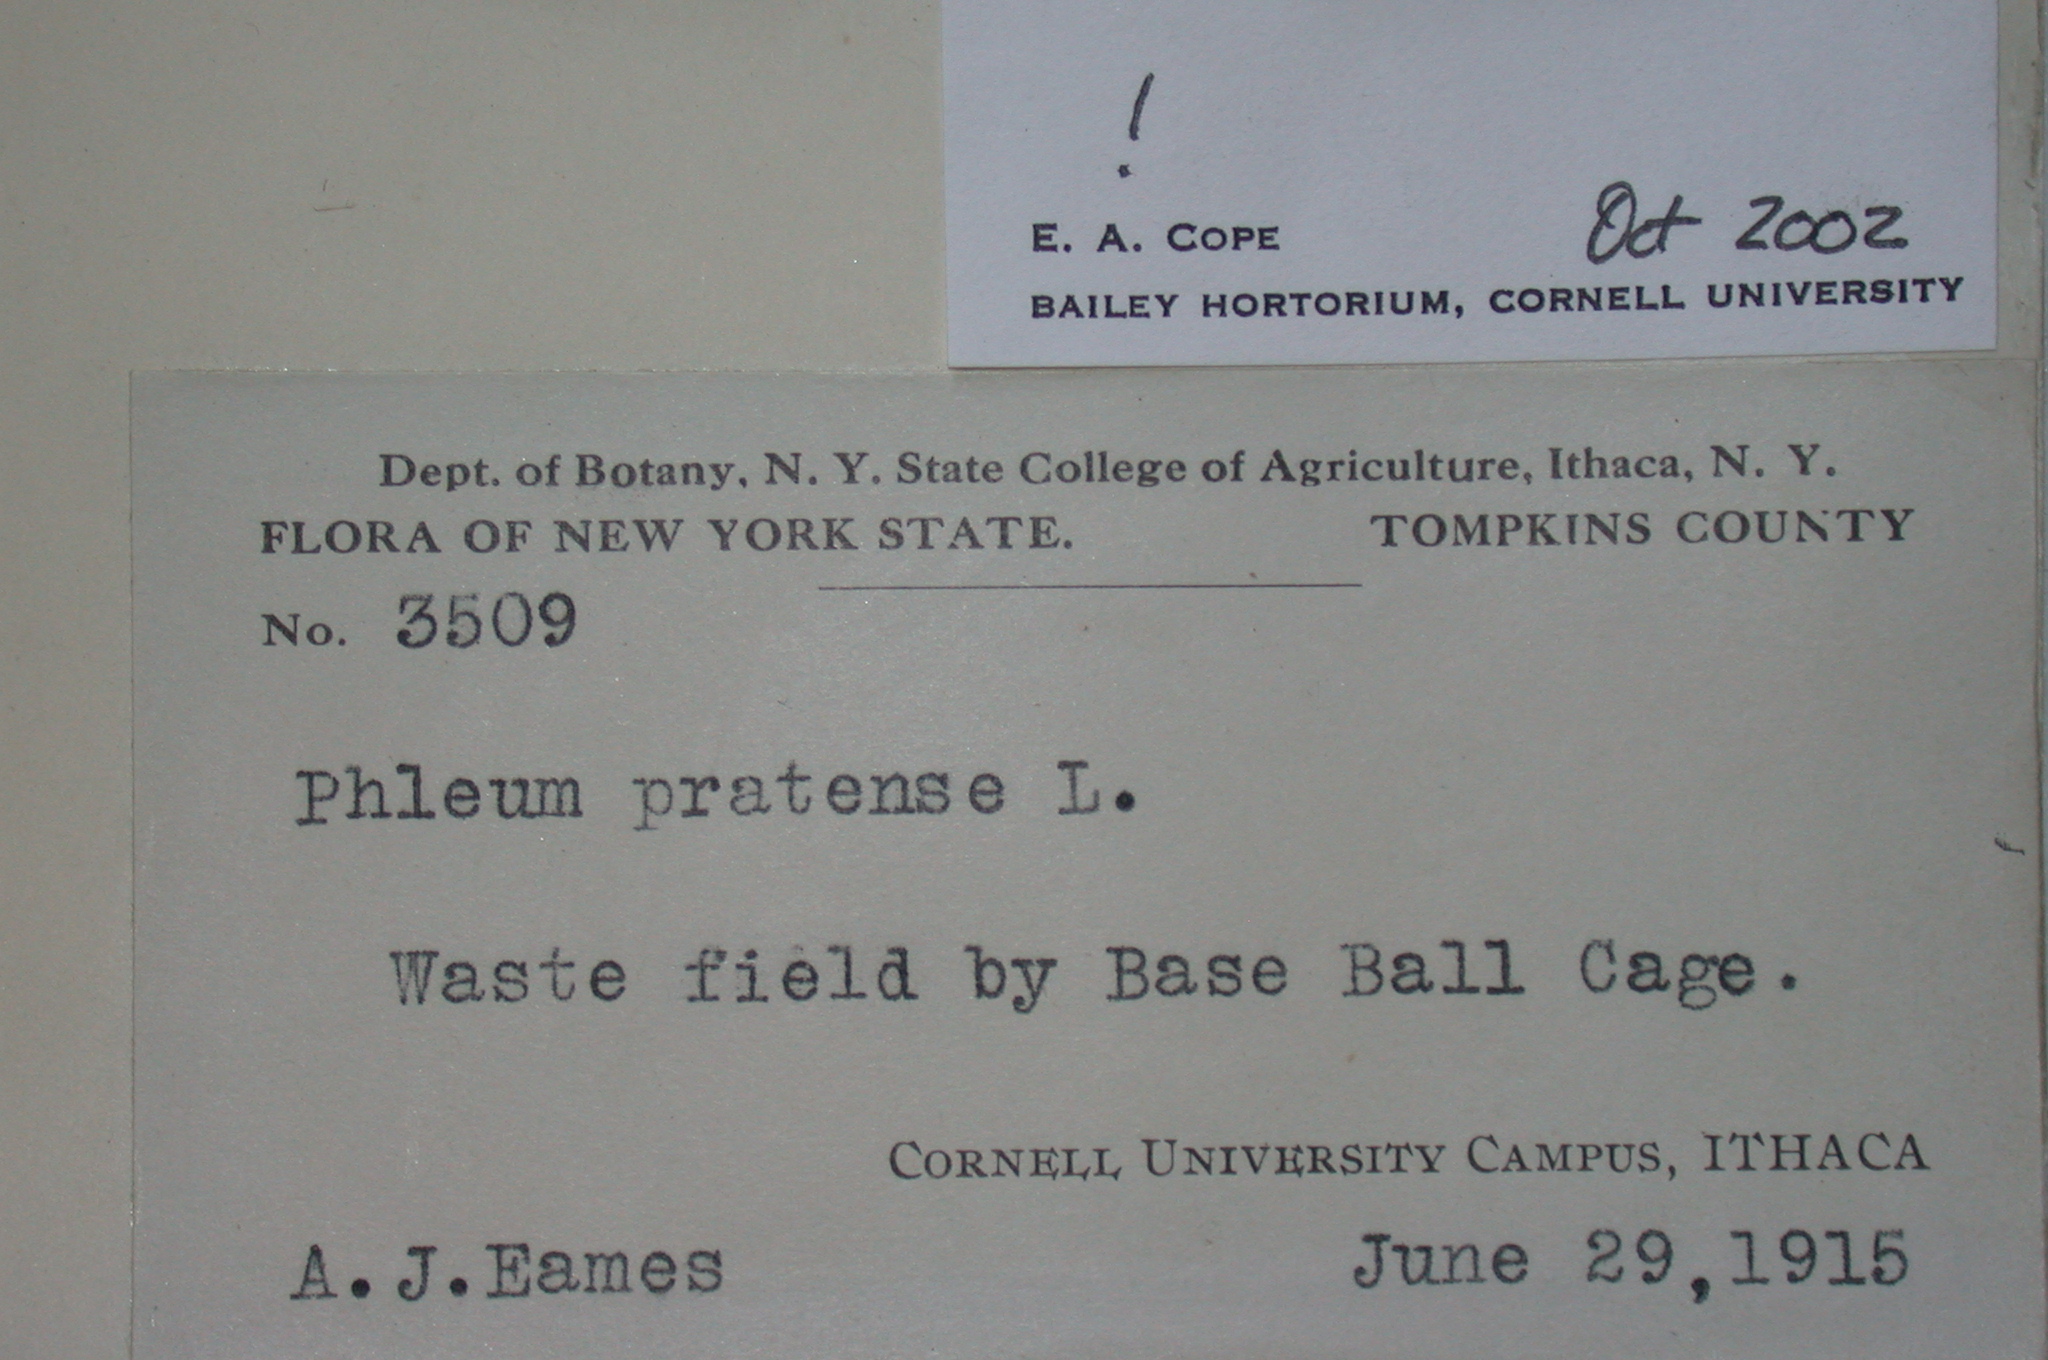 !
E. A. COPE Oct 2002
BAILEY HORTORIUM, CORNELL UNIVERSITY
Dept. of Botany, N. Y. State College of Agriculture, Ithaca, N. Y.
FLORA OF NEW YORK STATE. TOMPKINS COUNTY
No. 3509
Phleum pratense L.
Waste field by Base Ball Cage.
CORNELL UNIVERSITY CAMPUS, ITHACA
A.J.Eames June 29,1915